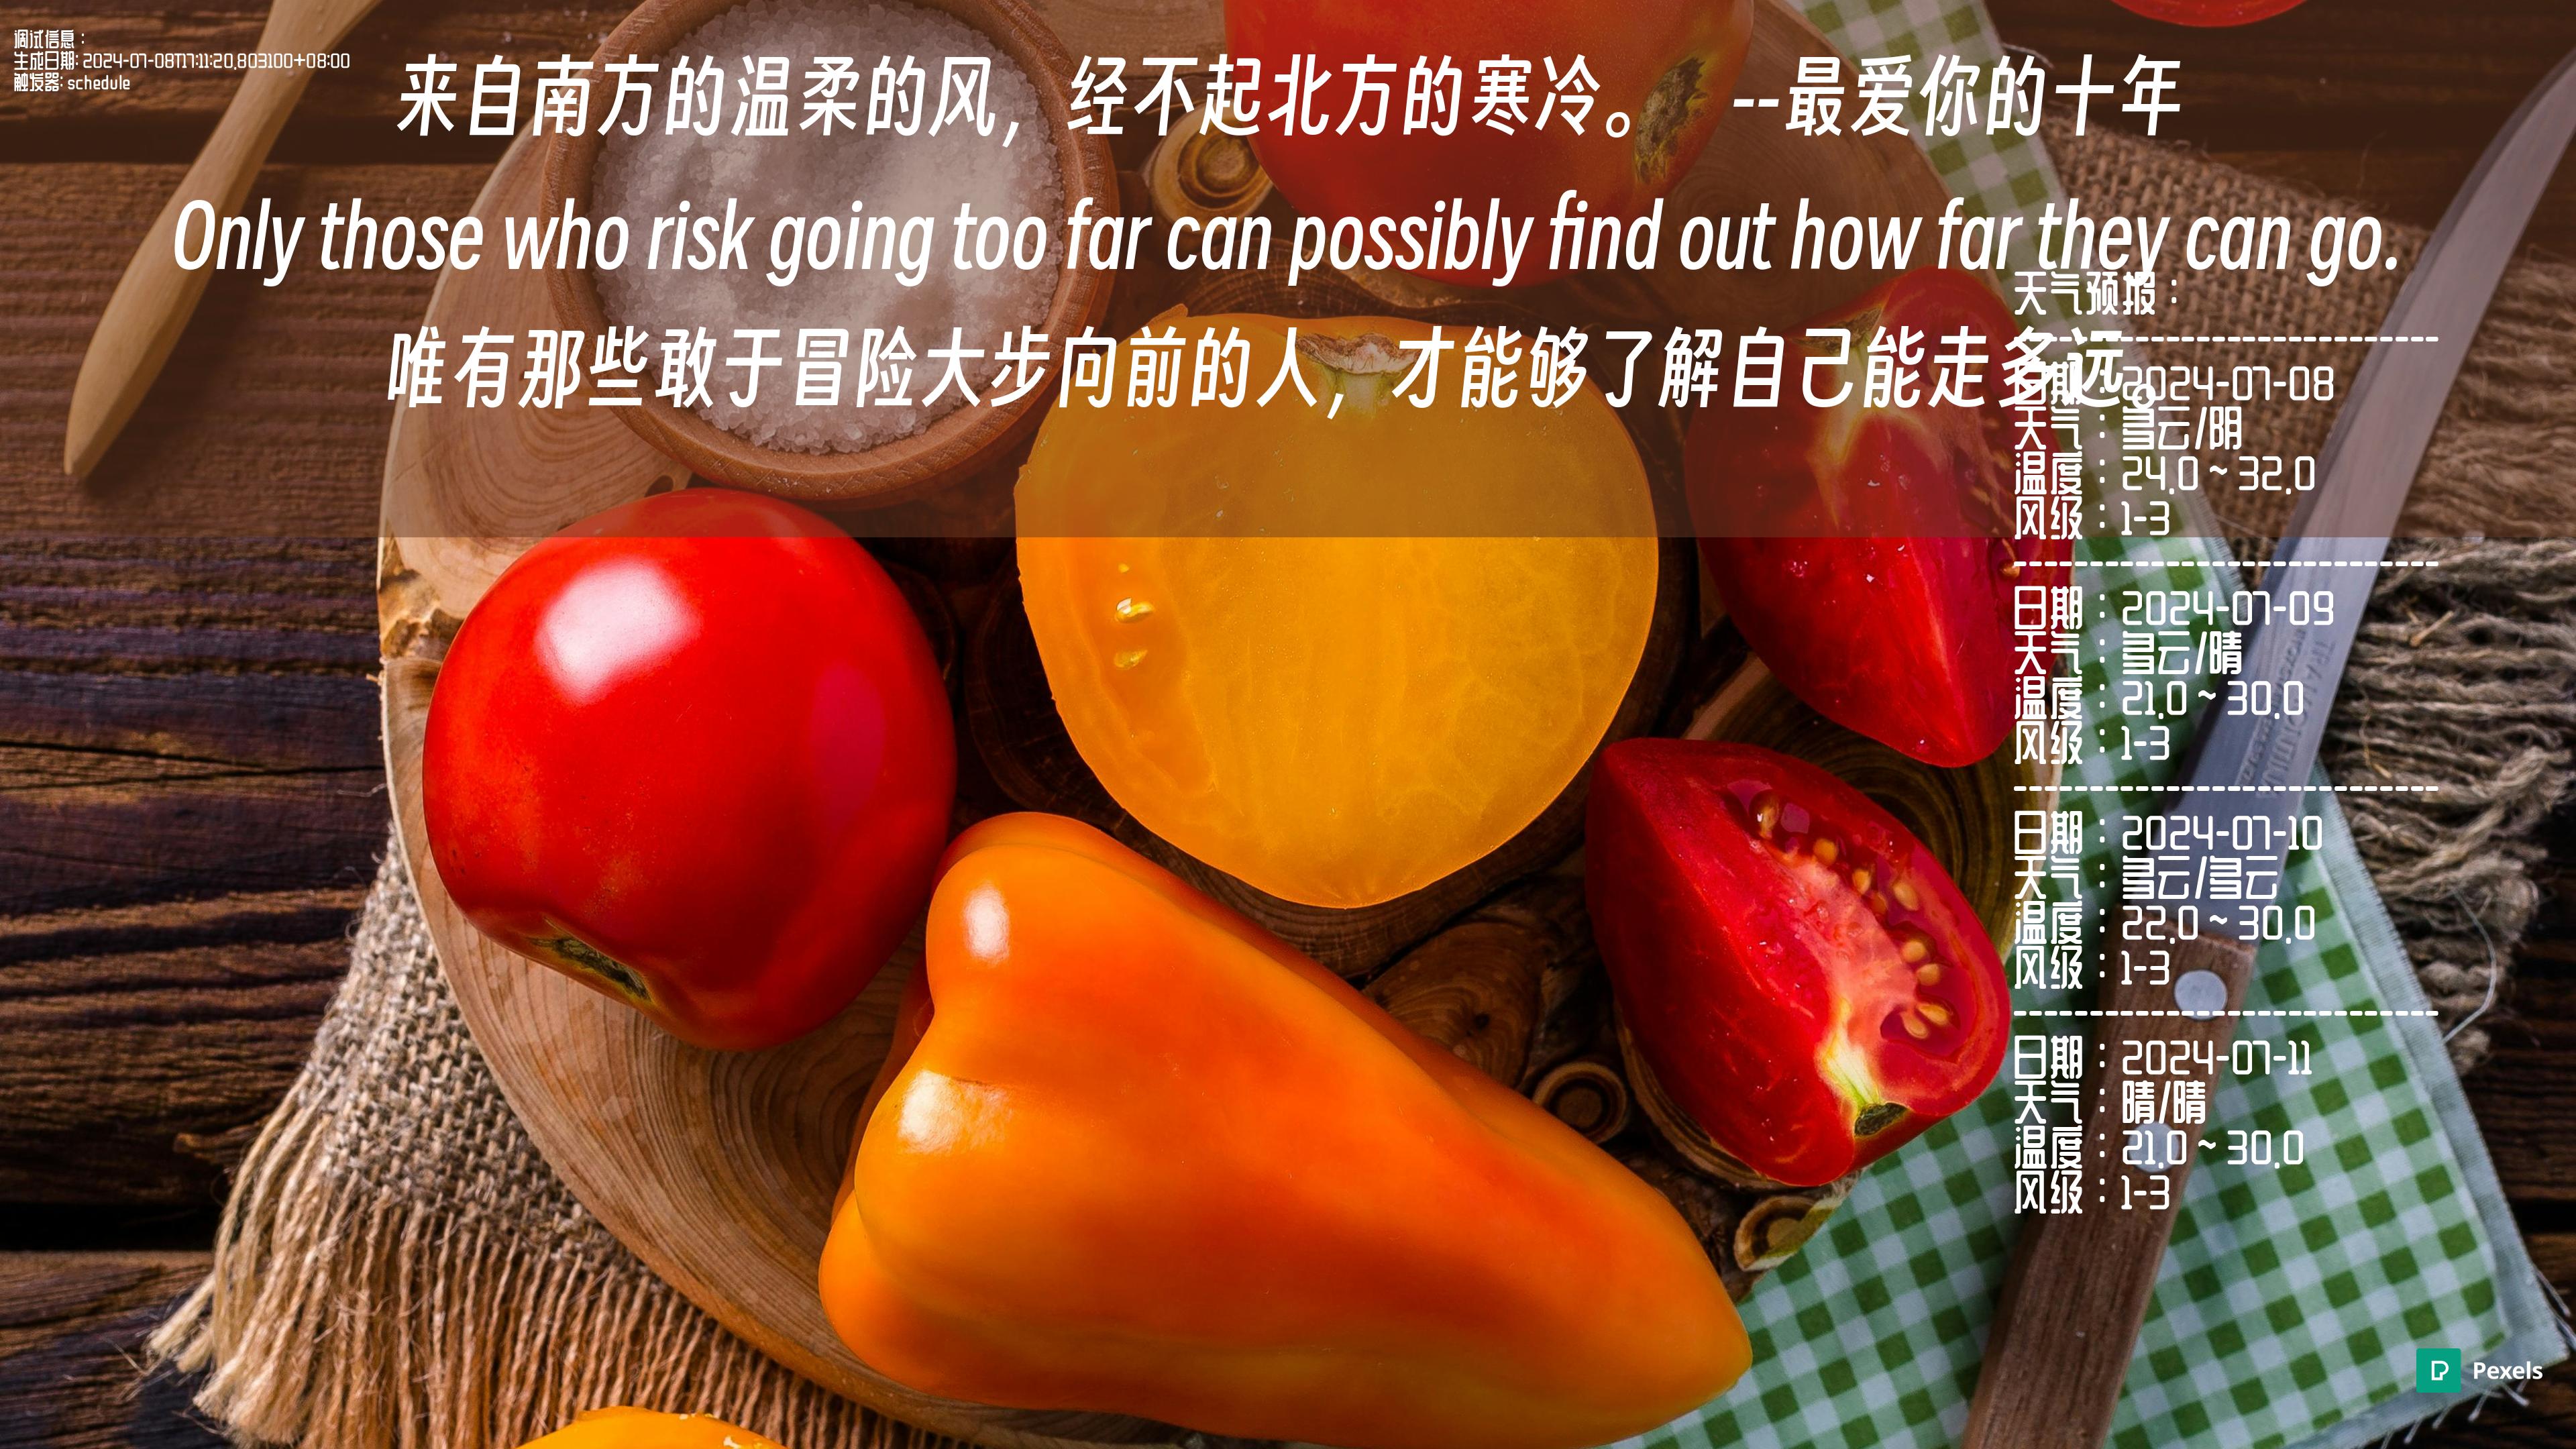 调试信息：
生成日期: 2024-07-08T17:11:20.803100+08:00
触发器: schedule
来自南方的温柔的风，经不起北方的寒冷。 --最爱你的十年
Only those who risk going too far can possibly find out how far they can go.
唯有那些敢于冒险大步向前的人，才能够了解自己能走多远。
天气预报：
------------------------------
日期：2024-07-08
天气：多云/阴
温度：24.0 ~ 32.0
风级：1-3
------------------------------
日期：2024-07-09
天气：多云/晴
温度：21.0 ~ 30.0
风级：1-3
------------------------------
日期：2024-07-10
天气：多云/多云
温度：22.0 ~ 30.0
风级：1-3
------------------------------
日期：2024-07-11
天气：晴/晴
温度：21.0 ~ 30.0
风级：1-3
Pexels